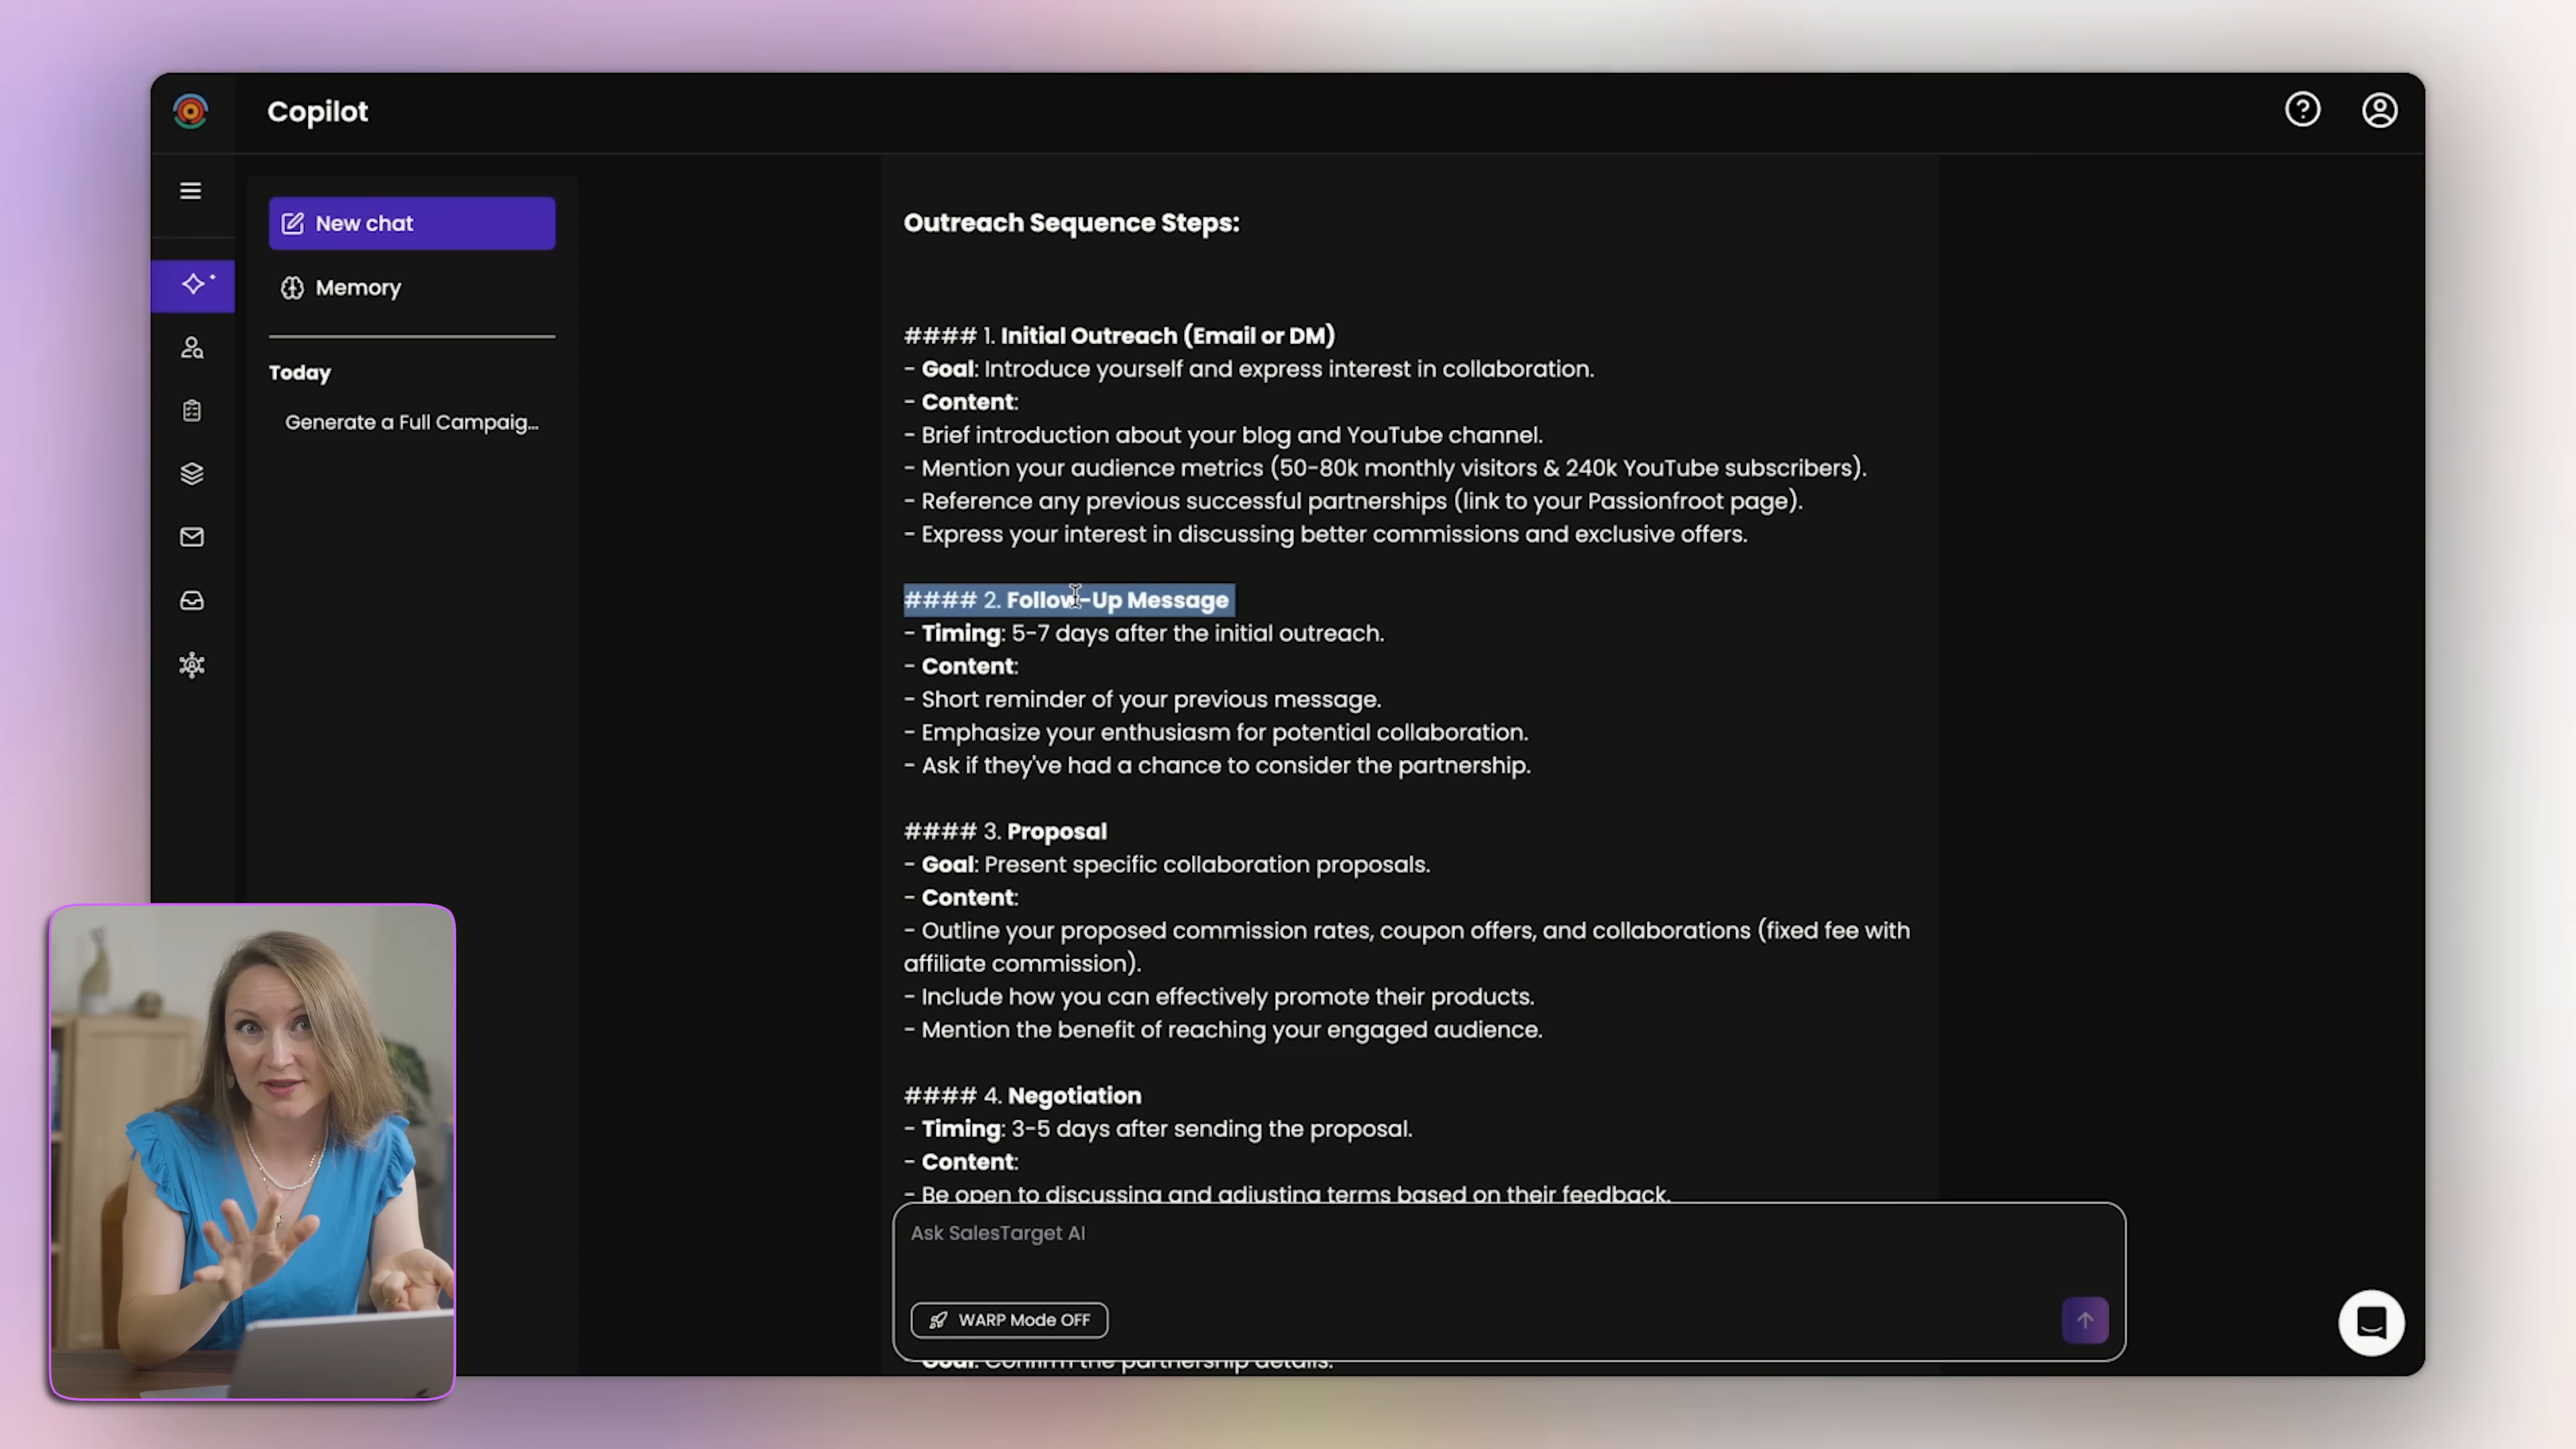 Copilot
New chat
Memory
Today
Generate a Full Campaig...
Outreach Sequence Steps:
#### 1. Initial Outreach (Email or DM)
- Goal: Introduce yourself and express interest in collaboration.
- Content:
- Brief introduction about your blog and YouTube channel.
- Mention your audience metrics (50-80k monthly visitors & 240k YouTube subscribers).
- Reference any previous successful partnerships (link to your Passionfroot page).
- Express your interest in discussing better commissions and exclusive offers.
#### 2. Follow-Up Message
- Timing: 5-7 days after the initial outreach.
- Content:
- Short reminder of your previous message.
- Emphasize your enthusiasm for potential collaboration.
- Ask if they've had a chance to consider the partnership.
#### 3. Proposal
- Goal: Present specific collaboration proposals.
- Content:
- Outline your proposed commission rates, coupon offers, and collaborations (fixed fee with
affiliate commission).
- Include how you can effectively promote their products.
- Mention the benefit of reaching your engaged audience.
#### 4. Negotiation
- Timing: 3-5 days after sending the proposal.
- Content:
- Be open to discussing and adjusting terms based on their feedback.
Ask SalesTarget AI
WARP Mode OFF
- Goal: Confirm the partnership details.